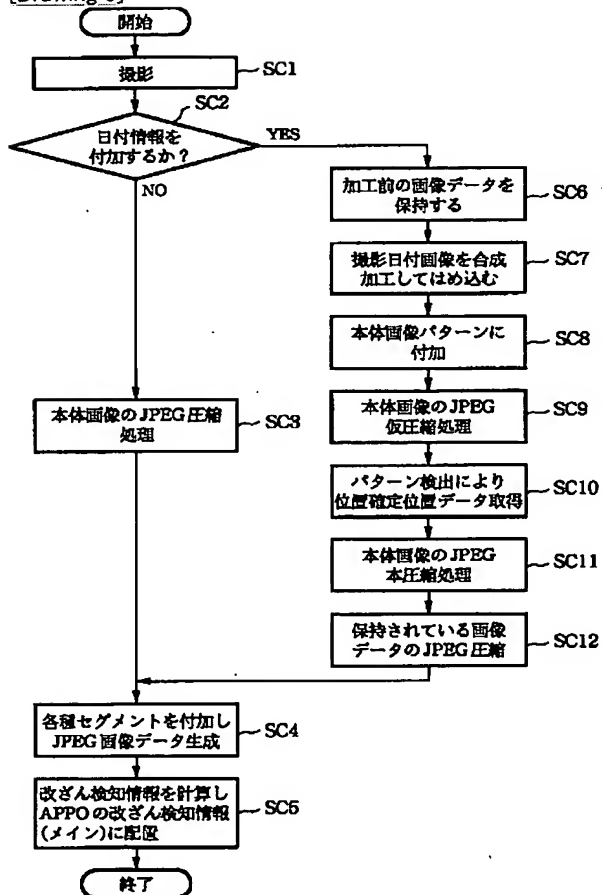 開始
撮影
SC1
SC2
日付情報を
付加するか?
YES
NO
加工前の画像データを
保持する
SC6
撮影日付画像を合成
加工してはめ込む
SC7
本体画像パターンに
付加
SC8
本体画像のJPEG
仮圧縮処理
SC9
パターン検出により
位置確定位置データ取得
SC10
本体画像のJPEG
本圧縮処理
SC11
保持されている画像
データのJPEG圧縮
SC12
本体画像のJPEG圧縮
処理
SC3
各種セグメントを付加し
JPEG画像データ生成
SC4
改ざん検知情報を計算し
APP0の改ざん検知情報
(メイン)に配置
SC5
終了